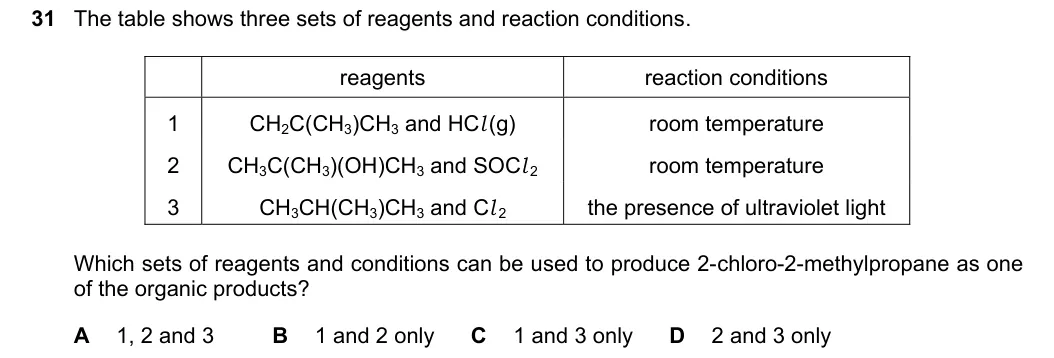 31 The table shows three sets of reagents and reaction conditions.
reagents reaction conditions
1 CH₂C(CH₃)CH₃ and HCl(g) room temperature
2 CH₃C(CH₃)(OH)CH₃ and SOCl₂ room temperature
3 CH₃CH(CH₃)CH₃ and Cl₂ the presence of ultraviolet light
Which sets of reagents and conditions can be used to produce 2-chloro-2-methylpropane as one
of the organic products?
A 1, 2 and 3 B 1 and 2 only C 1 and 3 only D 2 and 3 only